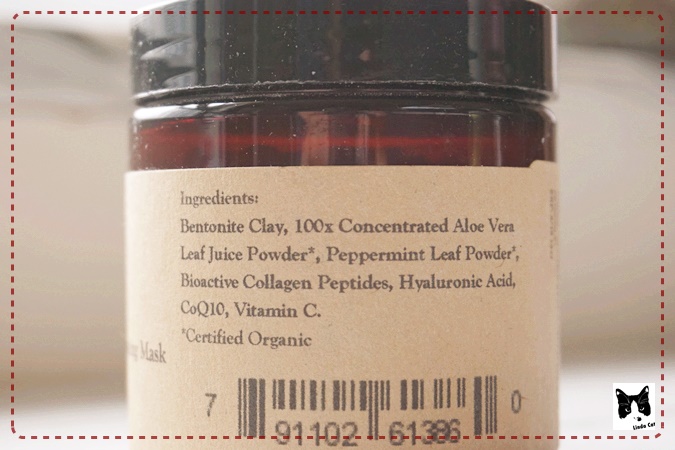 Ingredients:
Bentonite Clay, 100x Concentrated Aloe Vera
Leaf Juice Powder*, Peppermint Leaf Powder*,
Bioactive Collagen Peptides, Hyaluronic Acid,
CoQ10, Vitamin C.
*Certified Organic
Mask
7 91102 61386 0
Linda Cat